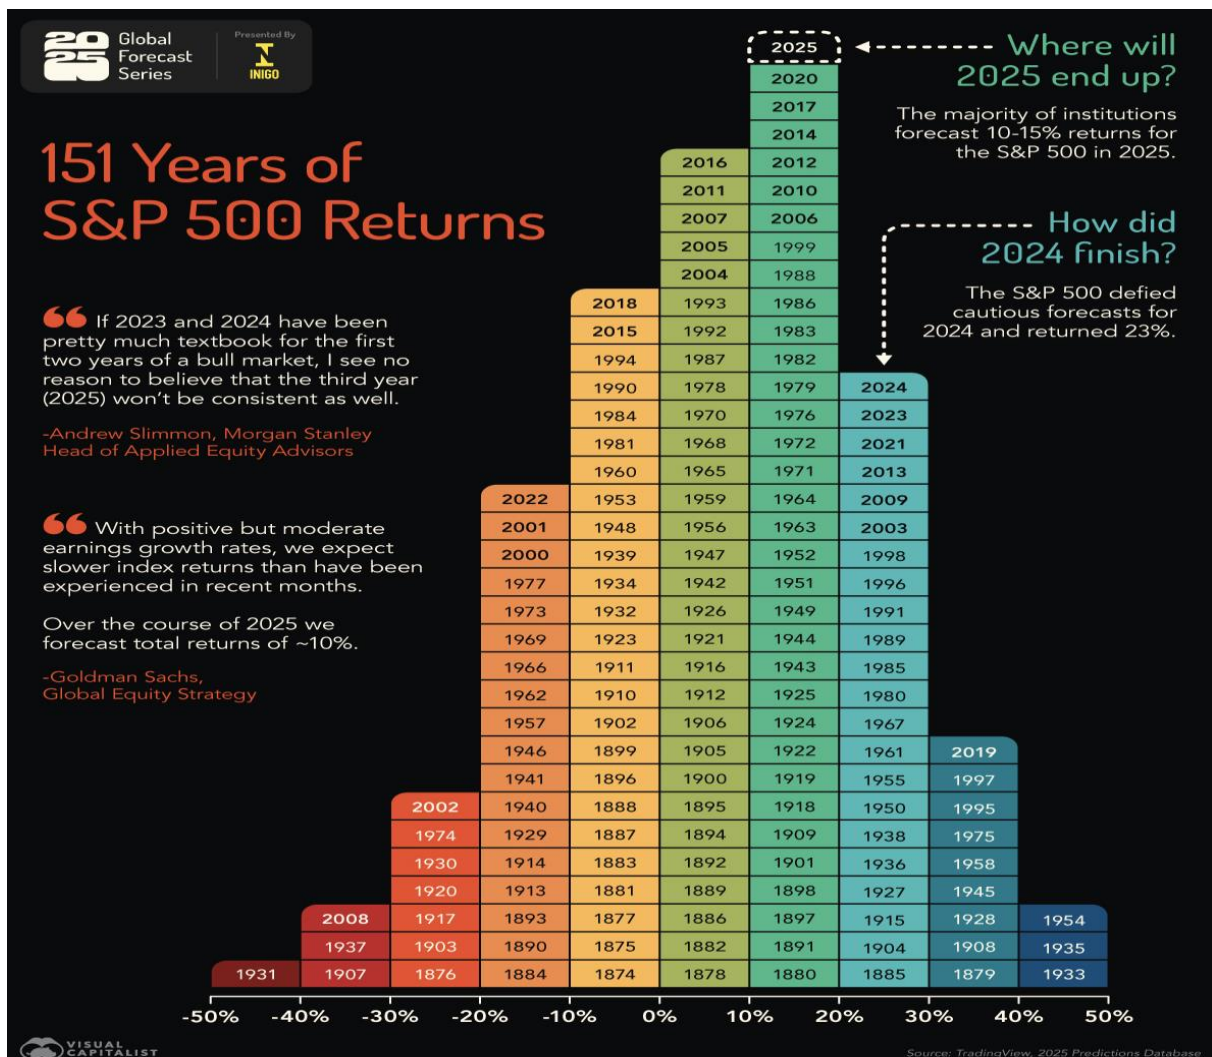 2025
Global
Forecast
Series
Presented By
INIGO
151 Years of
S&P 500 Returns
If 2023 and 2024 have been
pretty much textbook for the first
two years of a bull market, I see no
reason to believe that the third year
(2025) won't be consistent as well.
-Andrew Slimmon, Morgan Stanley
Head of Applied Equity Advisors
With positive but moderate
earnings growth rates, we expect
slower index returns than have been
experienced in recent months.
Over the course of 2025 we
forecast total returns of ~10%.
-Goldman Sachs,
Global Equity Strategy
Where will
2025 end up?
The majority of institutions
forecast 10-15% returns for
the S&P 500 in 2025.
How did
2024 finish?
The S&P 500 defied
cautious forecasts for
2024 and returned 23%.
2025
2020
2017
2014
2016 2012
2011 2010
2007 2006
2005 1999
2004 1988
2018 1993 1986
2015 1992 1983
1994 1987 1982
1990 1978 1979 2024
1984 1970 1976 2023
1981 1968 1972 2021
1960 1965 1971 2013
2022 1953 1959 1964 2009
2001 1948 1956 1963 2003
2000 1939 1947 1952 1998
1977 1934 1942 1951 1996
1973 1932 1926 1949 1991
1969 1923 1921 1944 1989
1966 1911 1916 1943 1985
1962 1910 1912 1925 1980
1957 1902 1906 1924 1967
1946 1899 1905 1922 1961 2019
1941 1896 1900 1919 1955 1997
2002 1940 1888 1895 1918 1950 1995
1974 1929 1887 1894 1909 1938 1975
1930 1914 1883 1892 1901 1936 1958
1920 1913 1881 1889 1898 1927 1945
2008 1917 1893 1877 1886 1897 1915 1928 1954
1937 1903 1890 1875 1882 1891 1904 1908 1935
1931 1907 1876 1884 1874 1878 1880 1885 1879 1933
-50% -40% -30% -20% -10% 0% 10% 20% 30% 40% 50%
VISUAL
CAPITALIST
Source: TradingView, 2025 Predictions Database